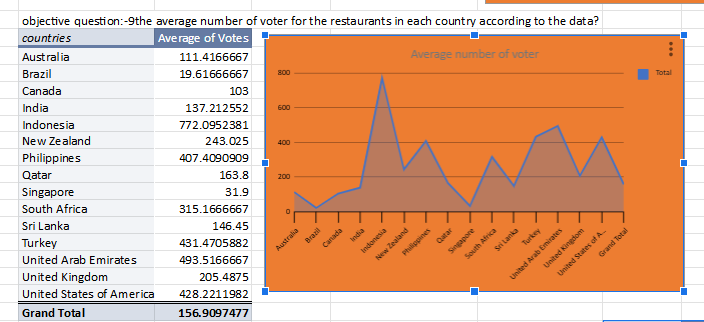 objective question:-9the average number of voter for the restaurants in each country according to the data?
countries Average of Votes
Australia 111.4166667
Brazil 19.61666667
Canada 103
India 137.212552
Indonesia 772.0952381
New Zealand 243.025
Philippines 407.4090909
Qatar 163.8
Singapore 31.9
South Africa 315.1666667
Sri Lanka 146.45
Turkey 431.4705882
United Arab Emirates 493.5166667
United Kingdom 205.4875
United States of America 428.2211982
Grand Total 156.9097477
Average number of voter
Total
800
600
400
200
0
Australia
Brazil
Canada
India
Indonesia
New Zealand
Philippines
Qatar
Singapore
South Africa
Sri Lanka
Turkey
United Arab Emirates
United Kingdom
United States of A...
Grand Total